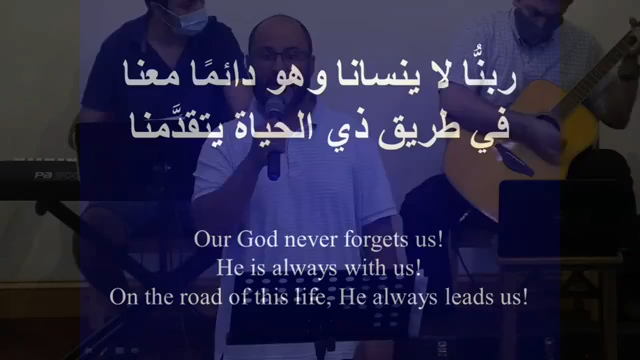 ربنُّا لا ينسانا وهو دائمًا معنا
في طريق ذي الحياة يتقدَّمنا
PA300
Our God never forgets us!
He is always with us!
On the road of this life, He always leads us!